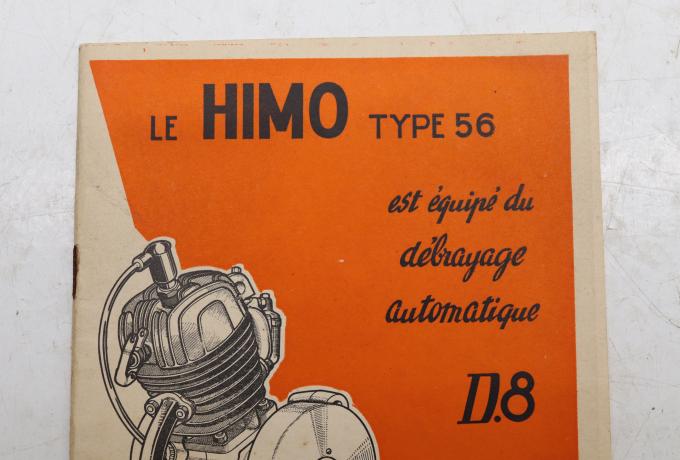 LE HIMO TYPE 56
est équipé du
débrayage
automatique
D.8